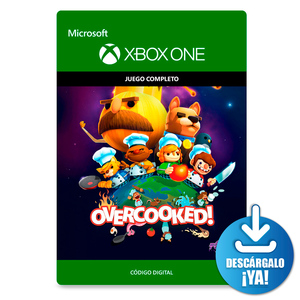 Microsoft
XBOX ONE
JUEGO COMPLETO
OVERCOOKED!
CÓDIGO DIGITAL
DESCÁRGALO
¡YA!